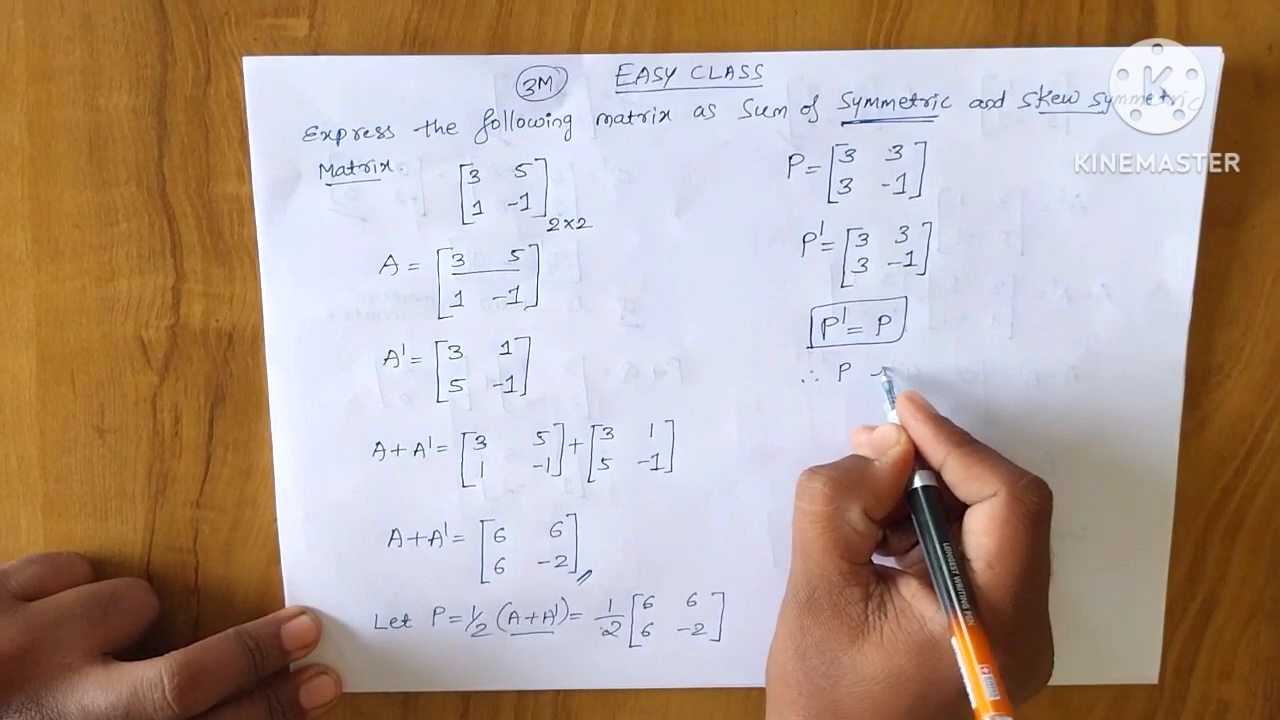 3M EASY CLASS
Express the following matrix as sum of symmetric and skew symmetric
Matrix.
[3 5
1 -1] 2×2
A = [3 5
1 -1]
A' = [3 1
5 -1]
A+A' = [3 5
1 -1] + [3 1
5 -1]
A+A' = [6 6
6 -2]
Let P = 1/2 (A+A') = 1/2 [6 6
6 -2]
P = [3 3
3 -1]
P' = [3 3
3 -1]
P' = P
∴ P
K
KINEMASTER
LONGEST WRITING PEN